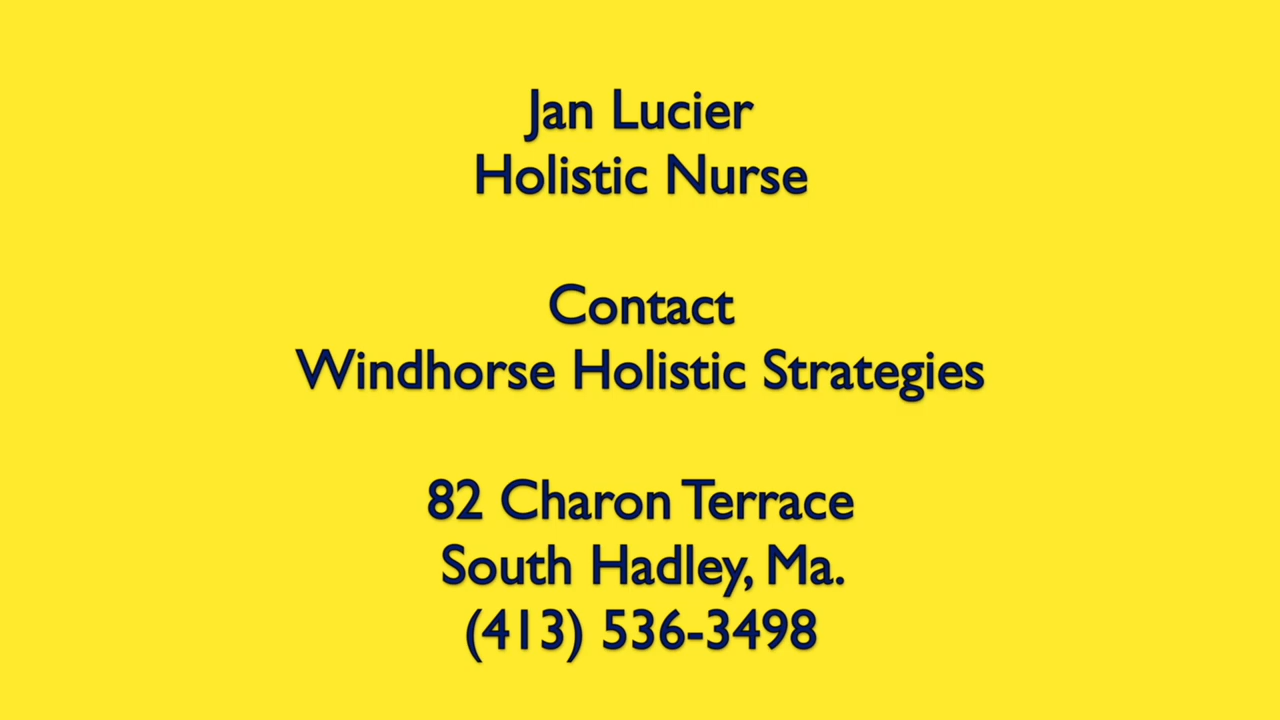 Jan Lucier
Holistic Nurse
Contact
Windhorse Holistic Strategies
82 Charon Terrace
South Hadley, Ma.
(413) 536-3498